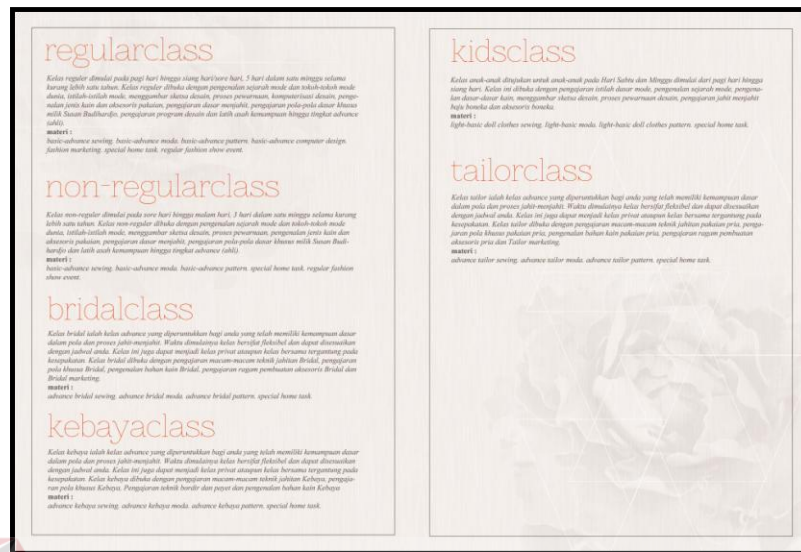 regularclass
Kelas reguler dimulai pada pagi hari hingga siang hari/sore hari, 5 hari dalam satu minggu selama
kurang lebih satu tahun. Kelas reguler dibuka dengan pengenalan sejarah mode dan tokoh-tokoh mode
dunia, istilah-istilah mode, menggambar sketsa desain, proses pewarnaan, komputerisasi desain, penge-
nalan jenis kain dan aksesoris pakaian, pengajaran dasar menjahit, pengajaran pola-pola dasar khusus
milik Susan Budihardjo, pengajaran program desain dan latih asah kemampuan hingga tingkat advance
(ahli).
materi :
basic-advance sewing. basic-advance moda. basic-advance pattern. basic-advance computer design.
fashion marketing. special home task. regular fashion show event.
non-regularclass
Kelas non-reguler dimulai pada sore hari hingga malam hari, 3 hari dalam satu minggu selama kurang
lebih satu tahun. Kelas non-reguler dibuka dengan pengenalan sejarah mode dan tokoh-tokoh mode
dunia, istilah-istilah mode, menggambar sketsa desain, proses pewarnaan, pengenalan jenis kain dan
aksesoris pakaian, pengajaran dasar menjahit, pengajaran pola-pola dasar khusus milik Susan Budi-
hardjo dan latih asah kemampuan hingga tingkat advance (ahli).
materi :
basic-advance sewing. basic-advance moda. basic-advance pattern. special home task. regular fashion
show event.
bridalclass
Kelas bridal ialah kelas advance yang diperuntukkan bagi anda yang telah memiliki kemampuan dasar
dalam pola dan proses jahit-menjahit. Waktu dimulainya kelas bersifat fleksibel dan dapat disesuaikan
dengan jadwal anda. Kelas ini juga dapat menjadi kelas privat ataupun kelas bersama tergantung pada
kesepakatan. Kelas bridal dibuka dengan pengajaran macam-macam teknik jahitan Bridal, pengajaran
pola khusus Bridal, pengenalan bahan kain Bridal, pengajaran ragam pembuatan aksesoris Bridal dan
Bridal marketing.
materi :
advance bridal sewing. advance bridal moda. advance bridal pattern. special home task.
kebayaclass
Kelas kebaya ialah kelas advance yang diperuntukkan bagi anda yang telah memiliki kemampuan dasar
dalam pola dan proses jahit-menjahit. Waktu dimulainya kelas bersifat fleksibel dan dapat disesuaikan
dengan jadwal anda. Kelas ini juga dapat menjadi kelas privat ataupun kelas bersama tergantung pada
kesepakatan. Kelas kebaya dibuka dengan pengajaran macam-macam teknik jahitan Kebaya, pengaja-
ran pola khusus Kebaya. Pengajaran teknik bordir dan payet dan pengenalan bahan kain Kebaya
materi :
advance kebaya sewing. advance kebaya moda. advance kebaya pattern. special home task.
kidsclass
Kelas anak-anak ditujukan untuk anak-anak pada Hari Sabtu dan Minggu dimulai dari pagi hari hingga
siang hari. Kelas ini dibuka dengan pengajaran istilah dasar mode, pengenalan sejarah mode, pengena-
lan dasar-dasar kain, menggambar sketsa desain, proses pewarnaan desain, pengajaran jahit menjahit
baju boneka dan aksesoris boneka.
materi :
light-basic doll clothes sewing. light-basic moda. light-basic doll clothes pattern. special home task.
tailorclass
Kelas tailor ialah kelas advance yang diperuntukkan bagi anda yang telah memiliki kemampuan dasar
dalam pola dan proses jahit-menjahit. Waktu dimulainya kelas bersifat fleksibel dan dapat disesuaikan
dengan jadwal anda. Kelas ini juga dapat menjadi kelas privat ataupun kelas bersama tergantung pada
kesepakatan. Kelas tailor dibuka dengan pengajaran macam-macam teknik jahitan pakaian pria, penga-
jaran pola khusus pakaian pria, pengenalan bahan kain pakaian pria, pengajaran ragam pembuatan
aksesoris pria dan Tailor marketing.
materi :
advance tailor sewing. advance tailor moda. advance tailor pattern. special home task.